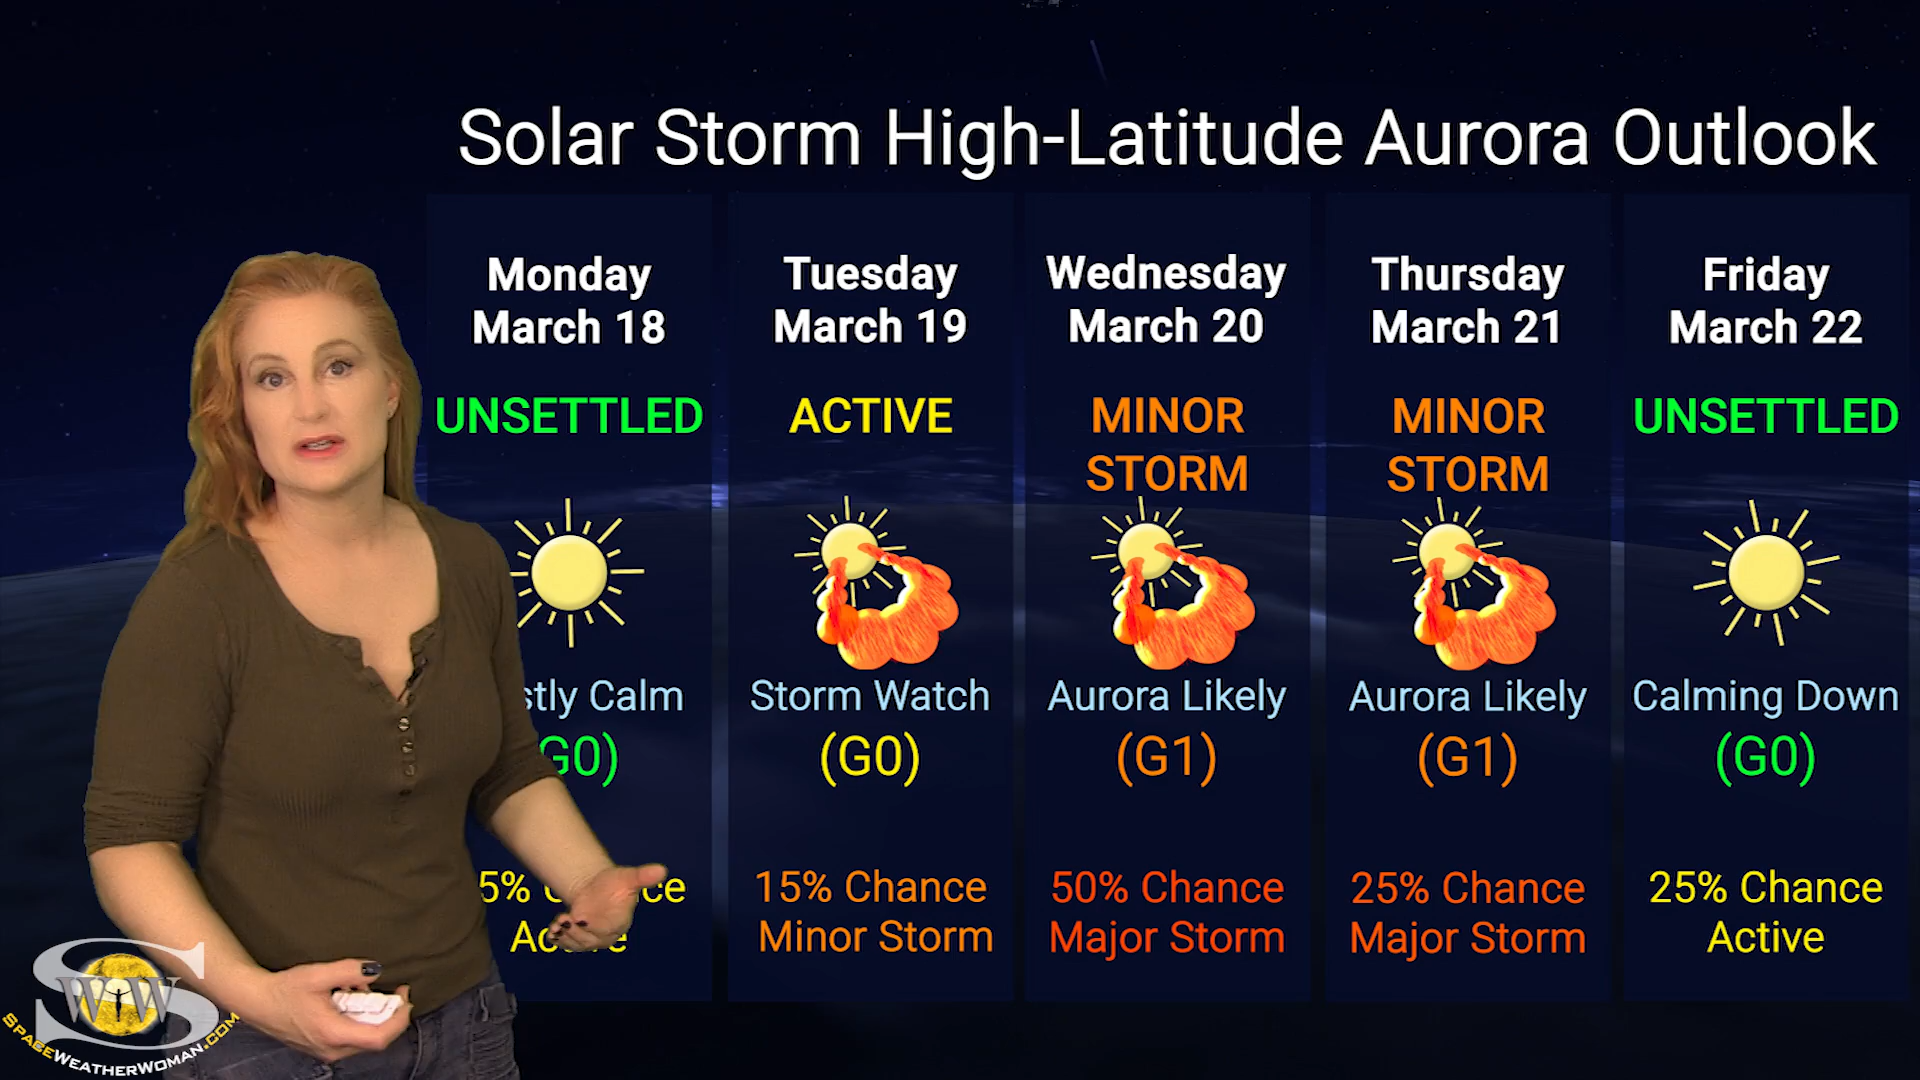 Solar Storm High-Latitude Aurora Outlook
Monday
March 18
UNSETTLED
Calm
Tuesday
March 19
ACTIVE
Storm Watch
(G0)
15% Chance
Minor Storm
Wednesday
March 20
MINOR
STORM
Aurora Likely
(G1)
50% Chance
Major Storm
Thursday
March 21
MINOR
STORM
Aurora Likely
(G1)
25% Chance
Major Storm
Friday
March 22
UNSETTLED
Calming Down
(G0)
25% Chance
Active
SWW
SPACEWEATHERWOMAN.COM